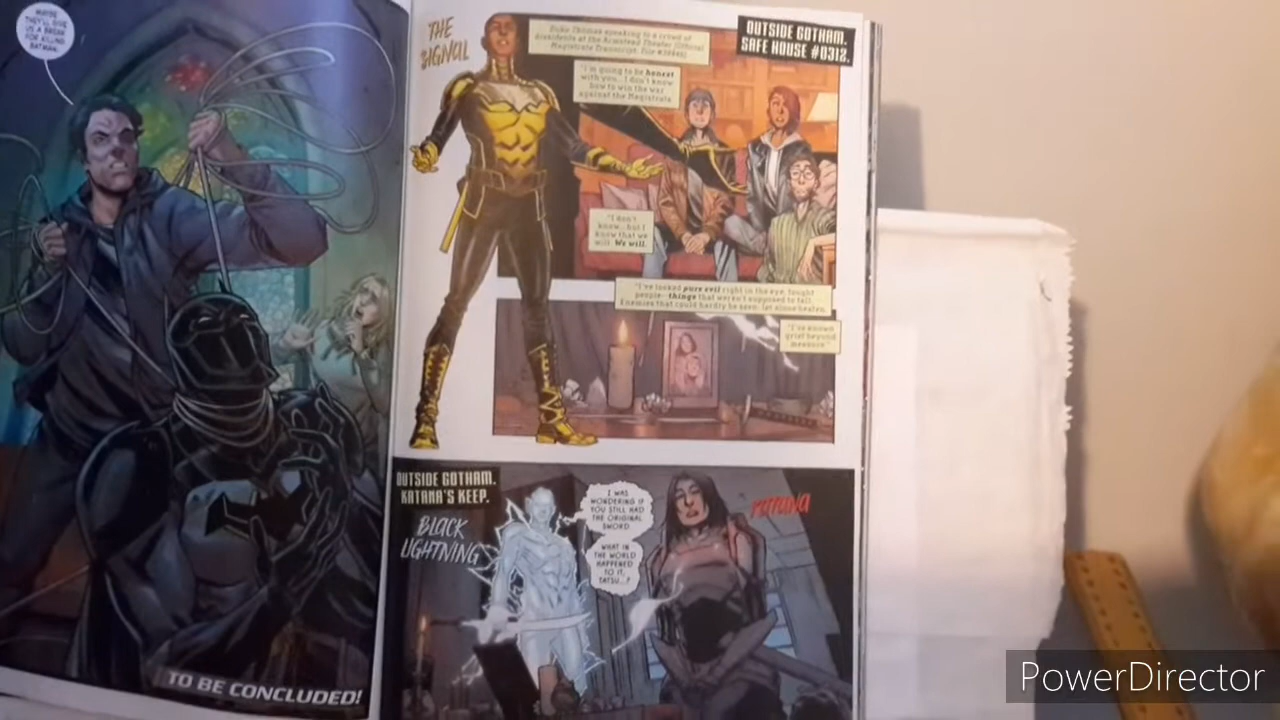 MAYBE
THEY'LL GIVE
US A BREAK
FOR KILLING
BATMAN.
TO BE CONCLUDED!
THE
SIGNAL
Duke Thomas speaking to a crowd of
dissidents at the Armstead Theater (Official
Magistrate Transcript. File
OUTSIDE GOTHAM.
SAFE HOUSE #0312.
"I'm going to be honest
with you... I don't know
how to win the war
against the Magistrate.
"I don't
know...but I
know that we
will. We will.
"I've looked pure evil right in the eye, fought
people--things that weren't supposed to fall.
Enemies that could hardly be seen, let alone beaten.
"I've known
grief beyond
measure."
OUTSIDE GOTHAM.
KATANA'S KEEP.
BLACK
LIGHTNING
I WAS
WONDERING IF
YOU STILL HAD
THE ORIGINAL
SWORD.
WHAT IN
THE WORLD
HAPPENED
TO IT,
TATSU...?
KATANA
PowerDirector